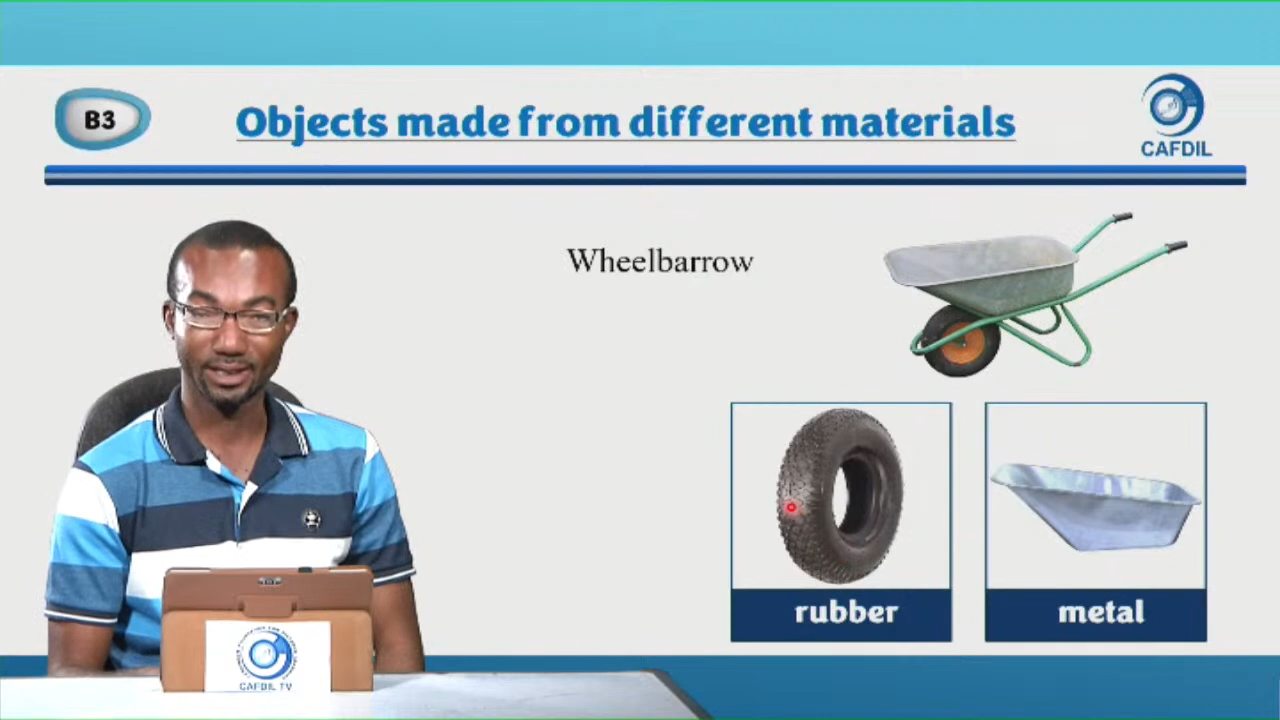 B3
Objects made from different materials
CAFDIL
Wheelbarrow
rubber
metal
CAFDIL TV